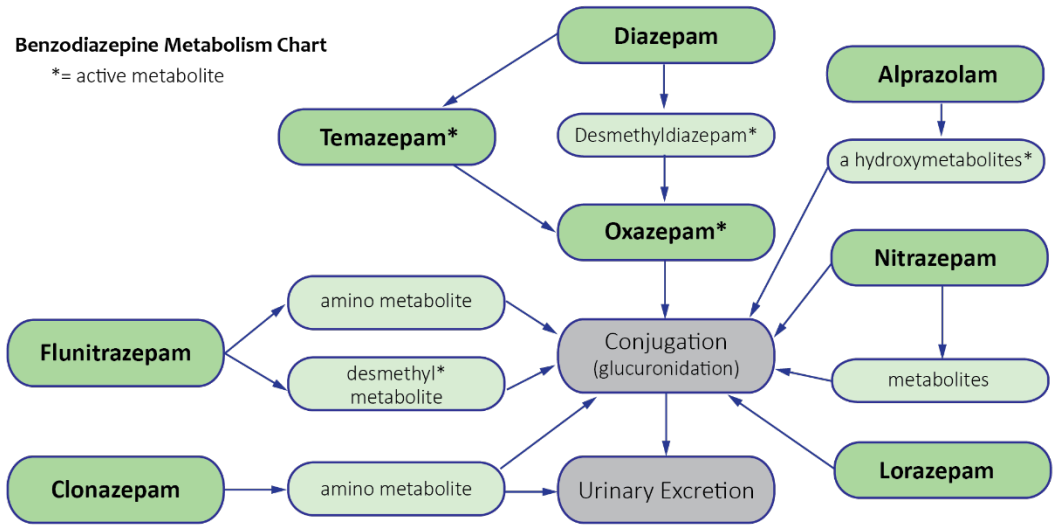 Benzodiazepine Metabolism Chart
*= active metabolite
Diazepam
Alprazolam
Temazepam*
Desmethyldiazepam*
a hydroxymetabolites*
Oxazepam*
Nitrazepam
amino metabolite
Flunitrazepam
desmethyl*
metabolite
Conjugation
(glucuronidation)
metabolites
Clonazepam
amino metabolite
Urinary Excretion
Lorazepam